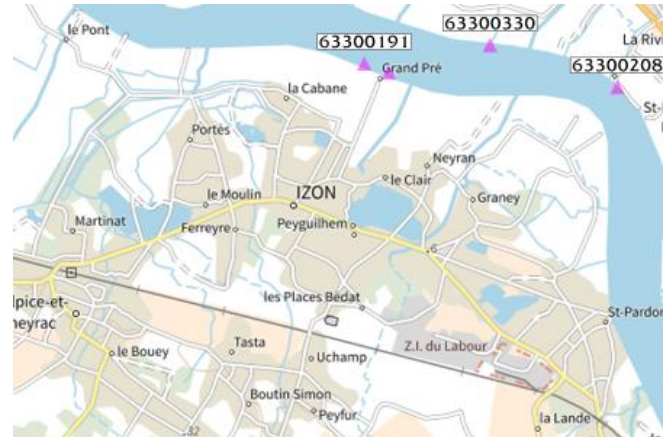 le Pont
63300330
La Riv
63300191
Grand Pré
63300208
la Cabane
St-
Portés
Neyran
le Clair
le Moulin
IZON
Graney
Martinat
Peyguilhem
Ferreyre
6
les Places Bédat
lpice-et-
neyrac
St-Pardon
Z.I. du Labour
le Bouey
Tasta
Uchamp
Boutin Simon
Peyfur
la Lande